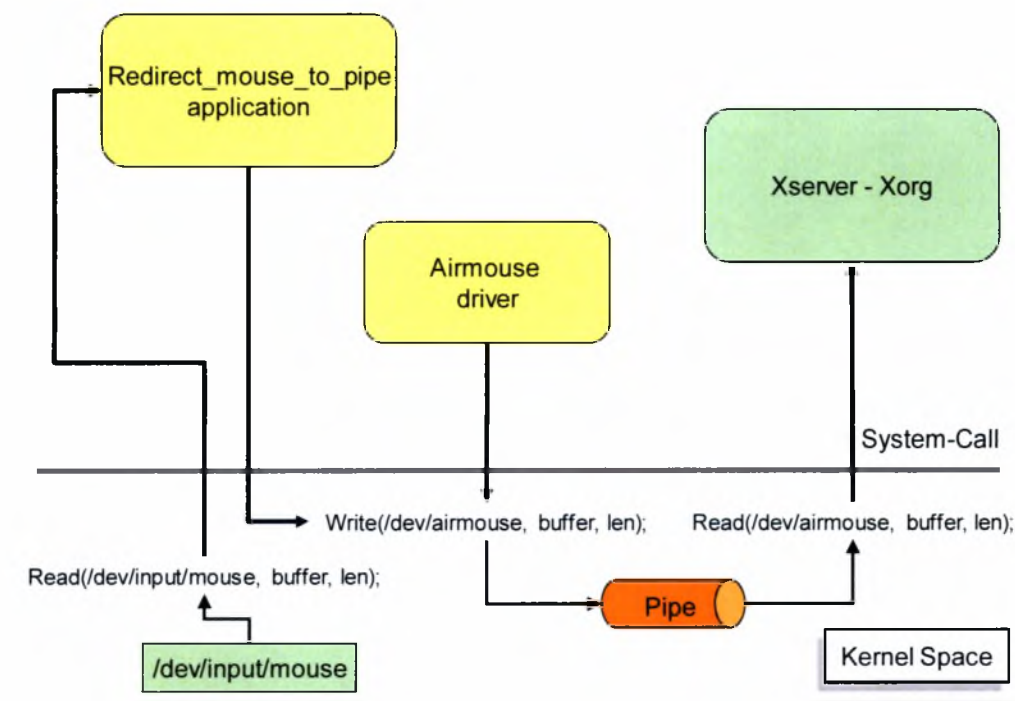 Redirect_mouse_to_pipe
application
Xserver - Xorg
Airmouse
driver
System-Call
Write(/dev/airmouse, buffer, len);
Read(/dev/airmouse, buffer, len);
Read(/dev/input/mouse, buffer, len);
Pipe
/dev/input/mouse
Kernel Space